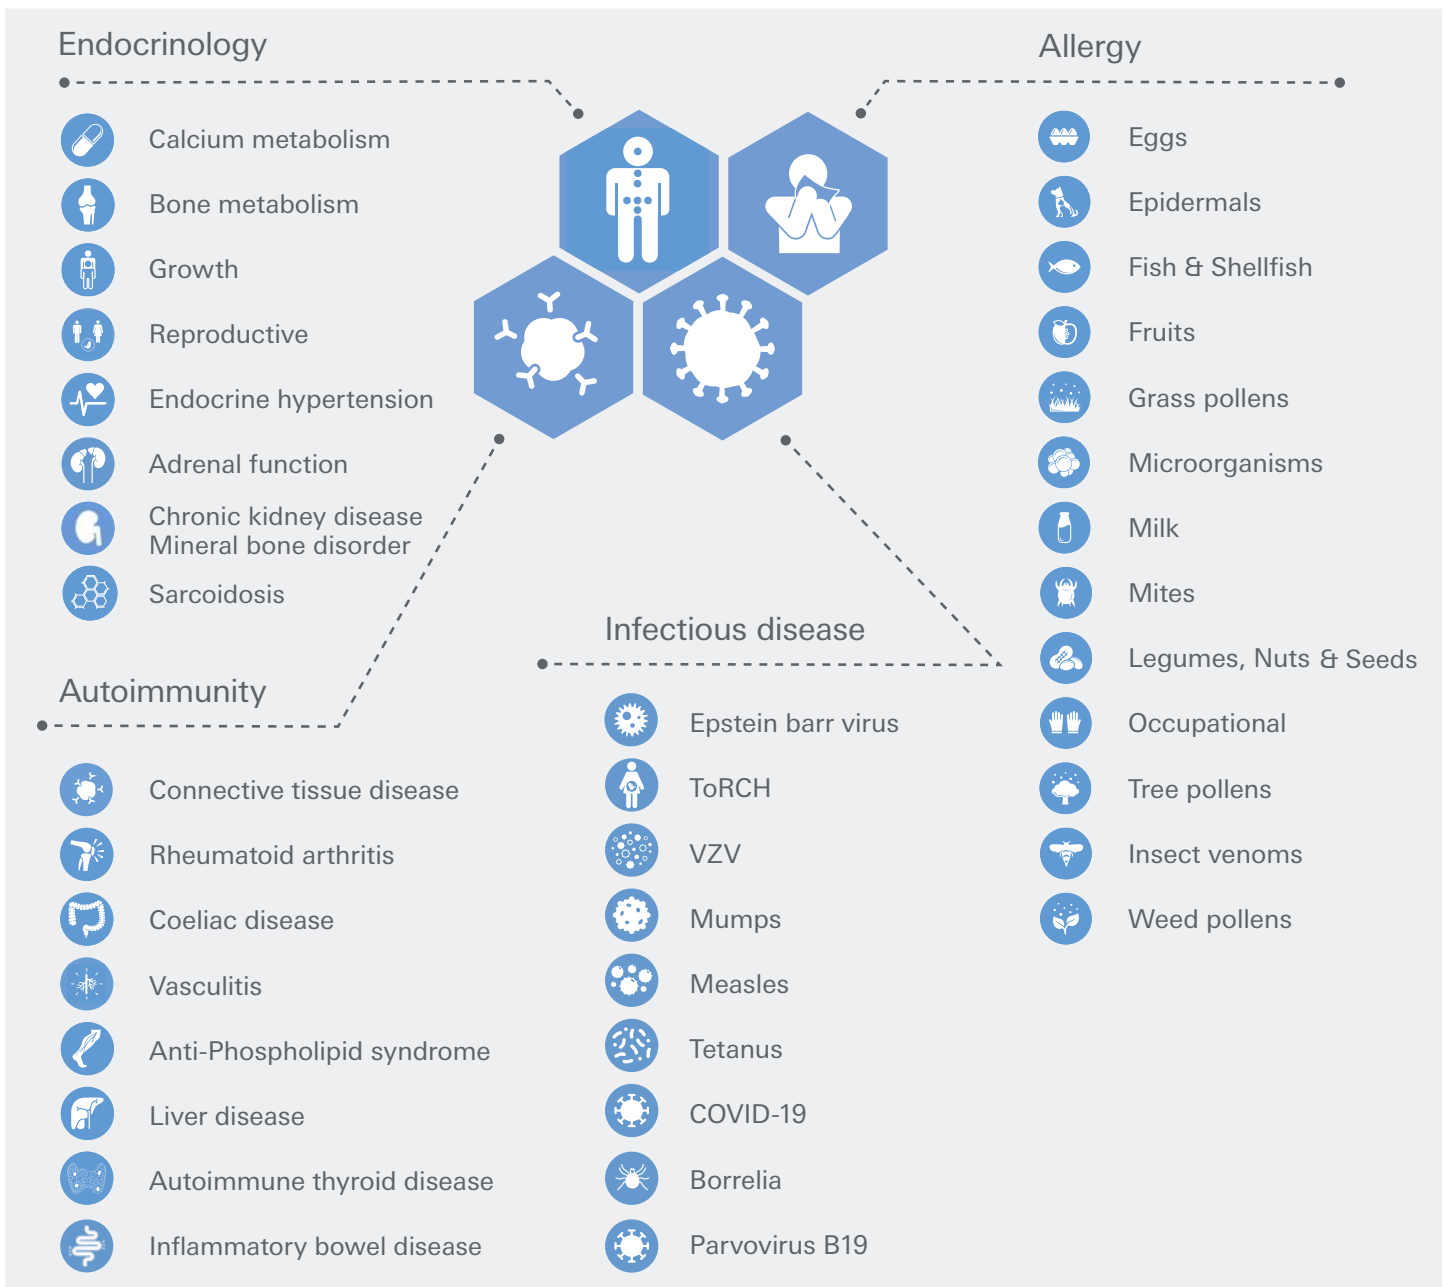 Endocrinology
Calcium metabolism
Bone metabolism
Growth
Reproductive
Endocrine hypertension
Adrenal function
Chronic kidney disease
Mineral bone disorder
Sarcoidosis
Autoimmunity
Connective tissue disease
Rheumatoid arthritis
Coeliac disease
Vasculitis
Anti-Phospholipid syndrome
Liver disease
Autoimmune thyroid disease
Inflammatory bowel disease
Infectious disease
Epstein barr virus
ToRCH
VZV
Mumps
Measles
Tetanus
COVID-19
Borrelia
Parvovirus B19
Allergy
Eggs
Epidermals
Fish & Shellfish
Fruits
Grass pollens
Microorganisms
Milk
Mites
Legumes, Nuts & Seeds
Occupational
Tree pollens
Insect venoms
Weed pollens